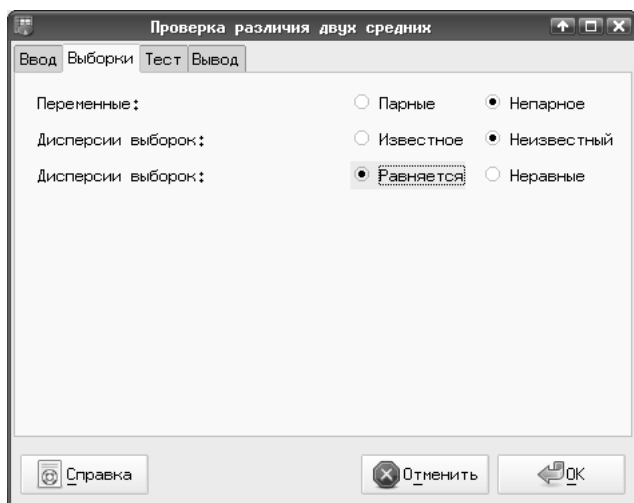 Проверка различия двух средних
Ввод Выборки Тест Вывод
Переменные: Парные Непарное
Дисперсии выборок: Известное Неизвестный
Дисперсии выборок: Равняется Неравные
Справка Отменить OK